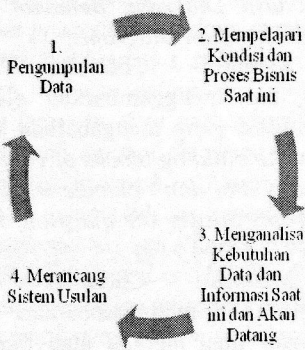 1.
Pengumpulan
Data
2. Mempelajari
Kondisi dan
Proses Bisnis
Saat ini
3. Menganalisa
Kebutuhan
Data dan
Informasi Saat
ini dan Akan
Datang
4. Merancang
Sistem Usulan